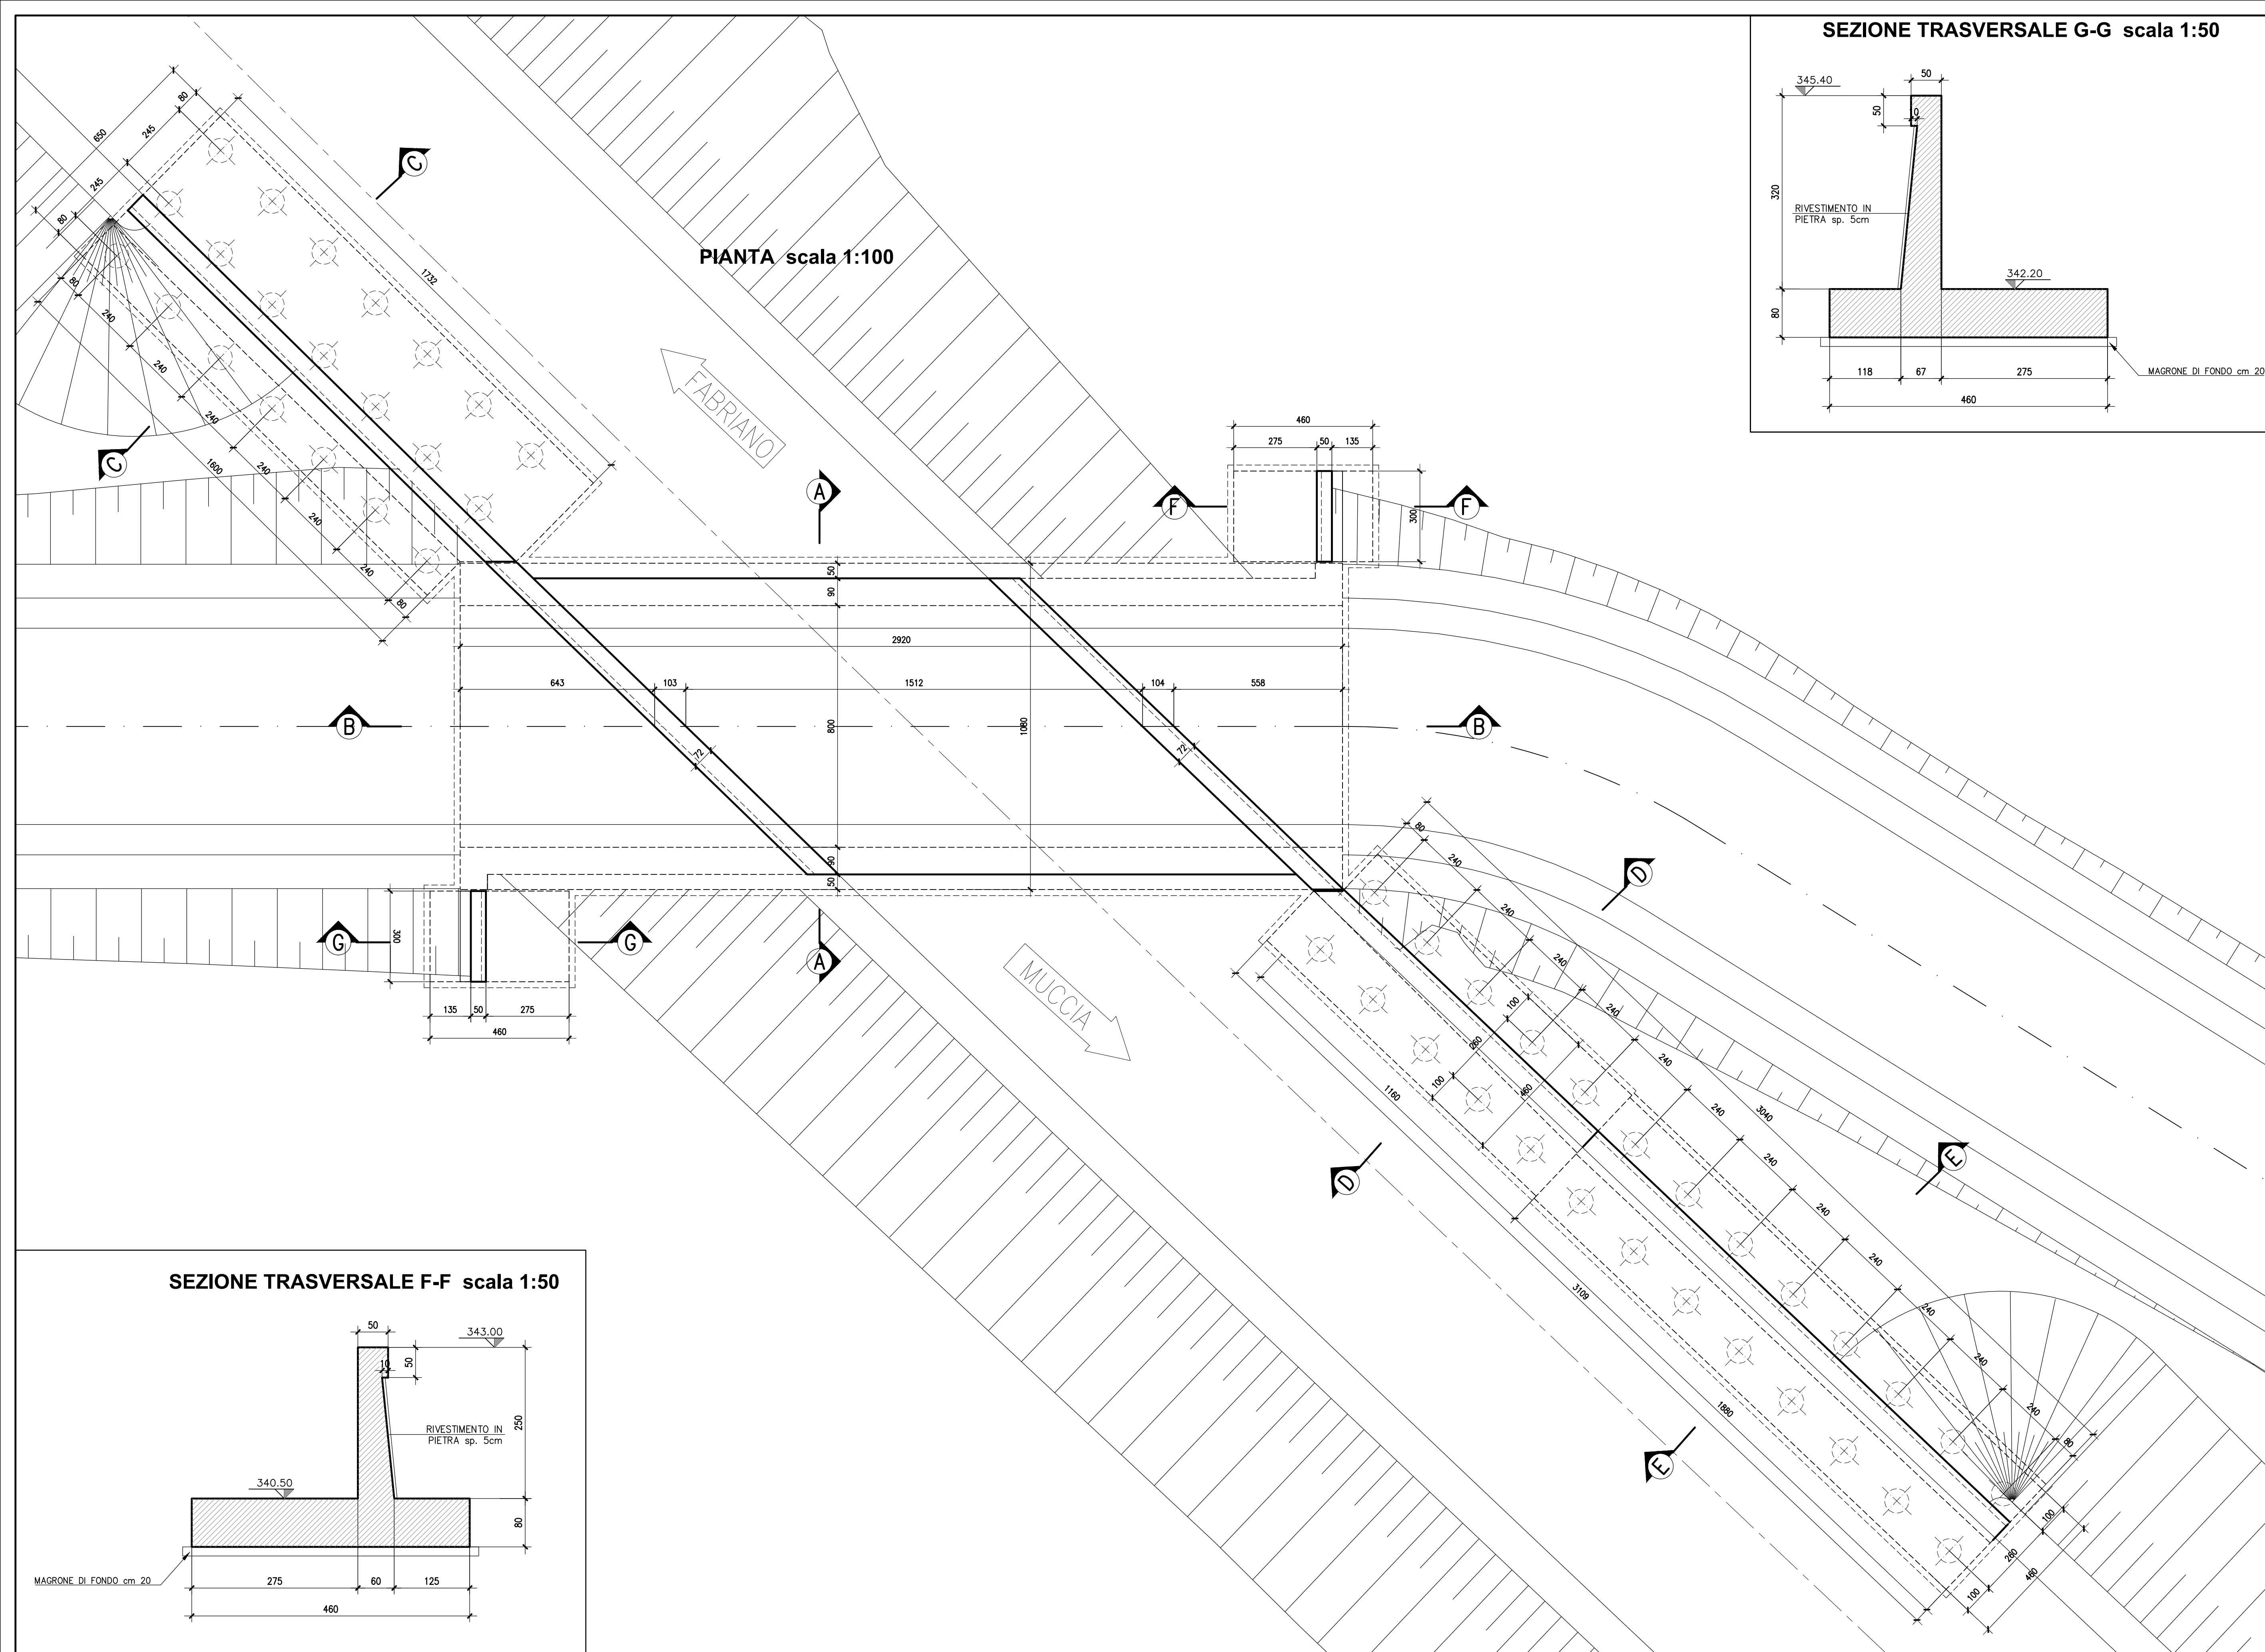 SEZIONE TRASVERSALE G-G scala 1:50
345.40
50
50
10
320
RIVESTIMENTO IN
PIETRA sp. 5cm
342.20
80
118 67 275
MAGRONE DI FONDO cm 20
460
PIANTA scala 1:100
650
80
245
245
80
80
240
240
240
240
240
240
80
1600
1732
C
C
FABRIANO
A
A
F
F
460
275 50 135
300
50
90
2920
643 103 1512 104 558
800
1080
72
72
90
50
B
B
G
G
300
135 50 275
460
MUCCIA
80
240
240
240
240
240
240
240
240
240
240
240
240
80
3040
100
260
100
460
1160
3109
1880
D
D
E
E
100
260
100
460
SEZIONE TRASVERSALE F-F scala 1:50
50
343.00
10
50
250
RIVESTIMENTO IN
PIETRA sp. 5cm
340.50
80
MAGRONE DI FONDO cm 20
275 60 125
460